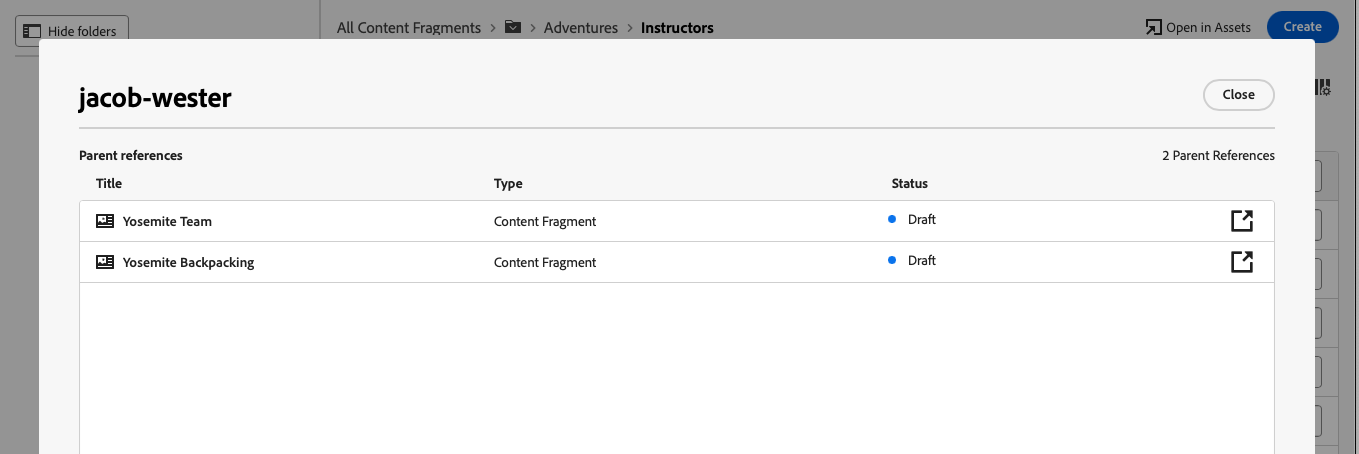 Hide folders
All Content Fragments > > Adventures > Instructors
Open in Assets
Create
jacob-wester
Close
Parent references
2 Parent References
Title Type Status
Yosemite Team Content Fragment Draft
Yosemite Backpacking Content Fragment Draft